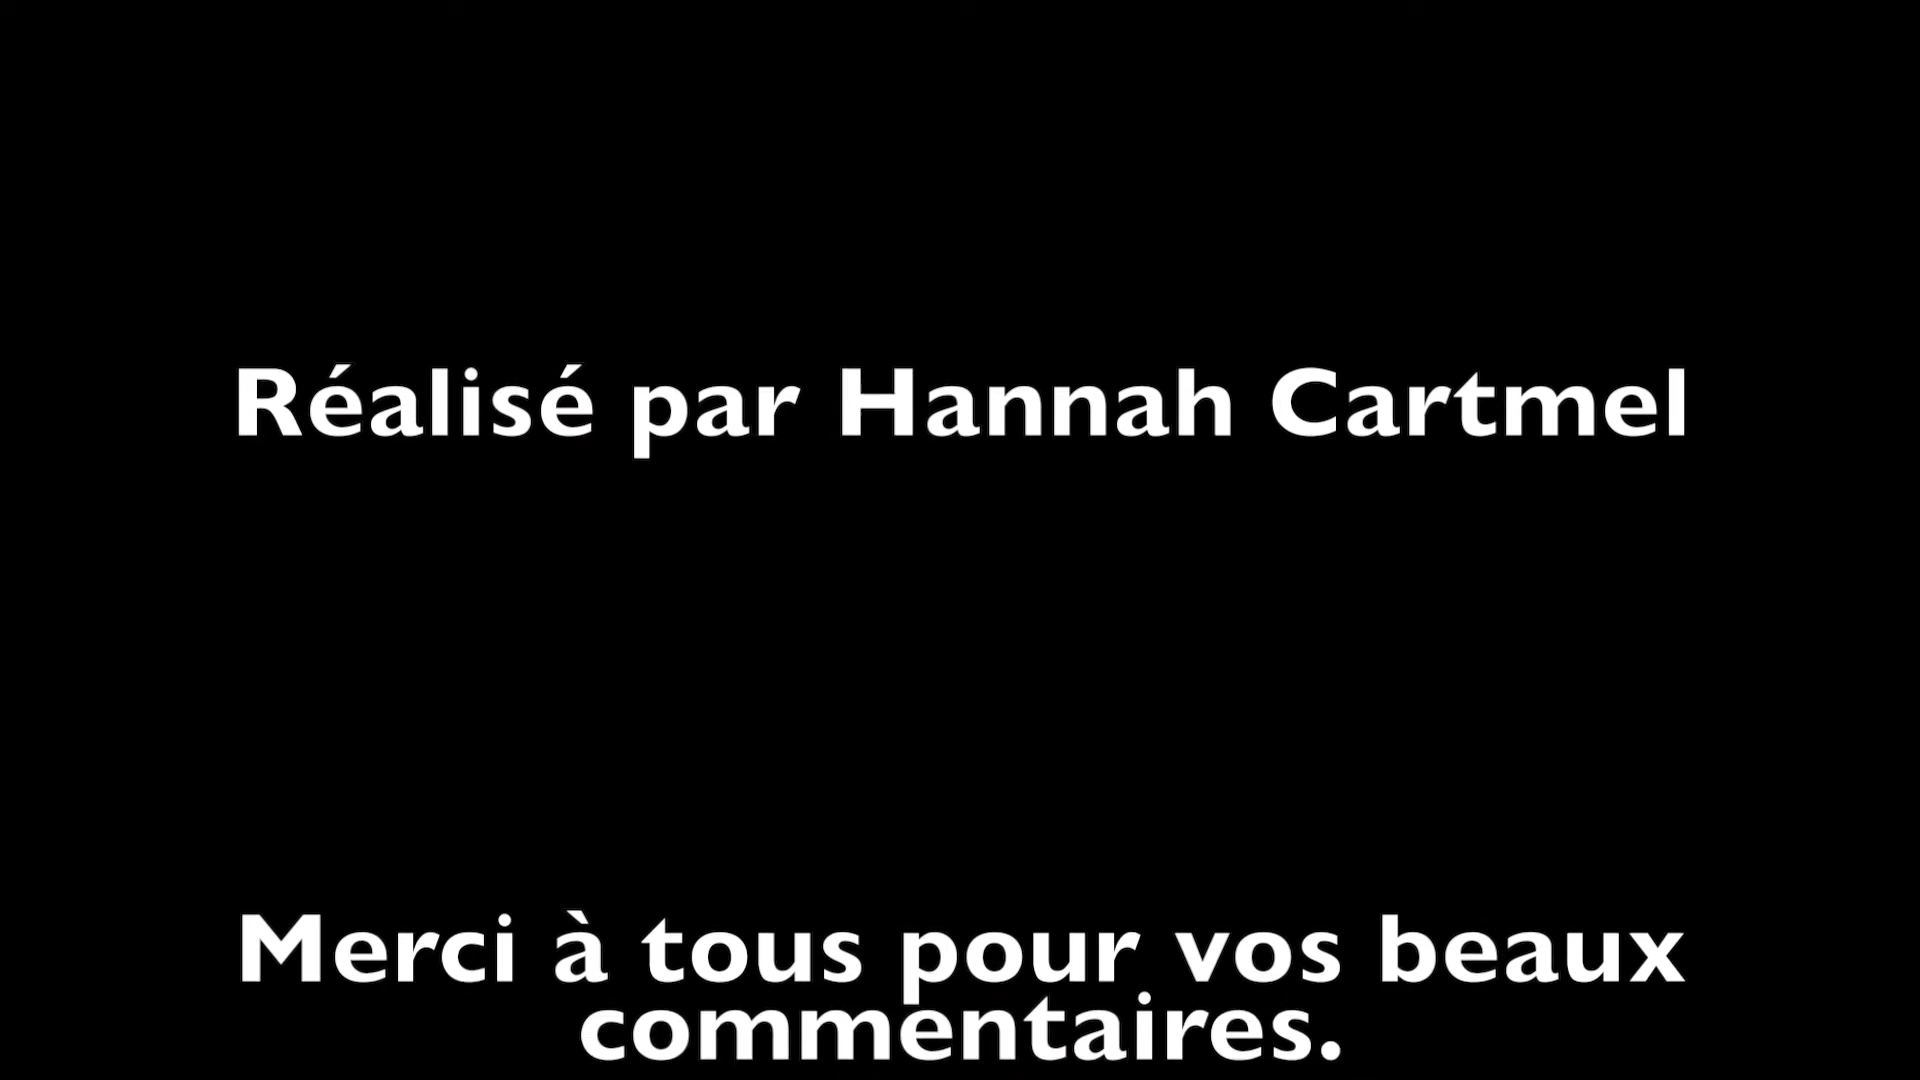 Réalisé par Hannah Cartmel
Merci à tous pour vos beaux
commentaires.